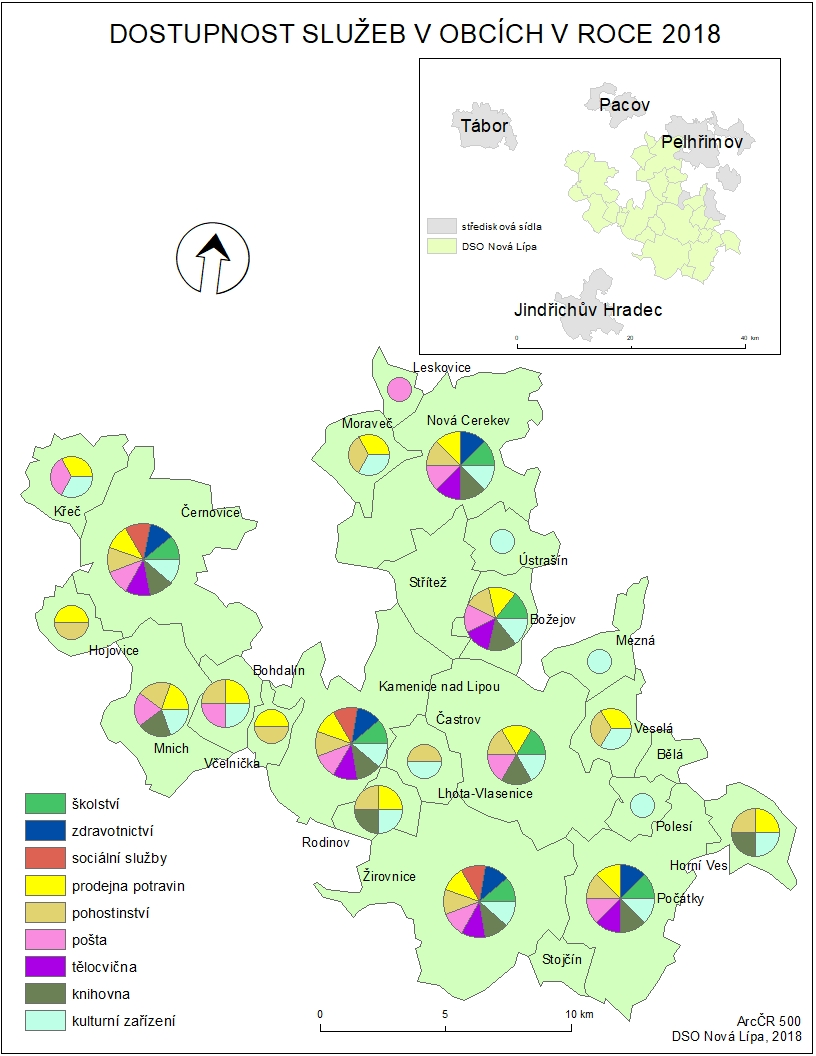 DOSTUPNOST SLUŽEB V OBCÍCH V ROCE 2018
Pacov
Tábor
Pelhřimov
středisková sídla
DSO Nová Lípa
Jindřichův Hradec
0 20 40 km
Leskovice
Moraveč
Nová Cerekev
Křeč
Černovice
Ústrašín
Střítež
Božejov
Mezná
Hojovice
Bohdalín
Kamenice nad Lipou
Častrov
Veselá
Mnich
Včelnička
Bělá
Lhota-Vlasenice
Polesí
Rodinov
Horní Ves
Žirovnice
Počátky
Stojčín
školství
zdravotnictví
sociální služby
prodejna potravin
pohostinství
pošta
tělocvična
knihovna
kulturní zařízení
0 5 10 km
ArcČR 500
DSO Nová Lípa, 2018